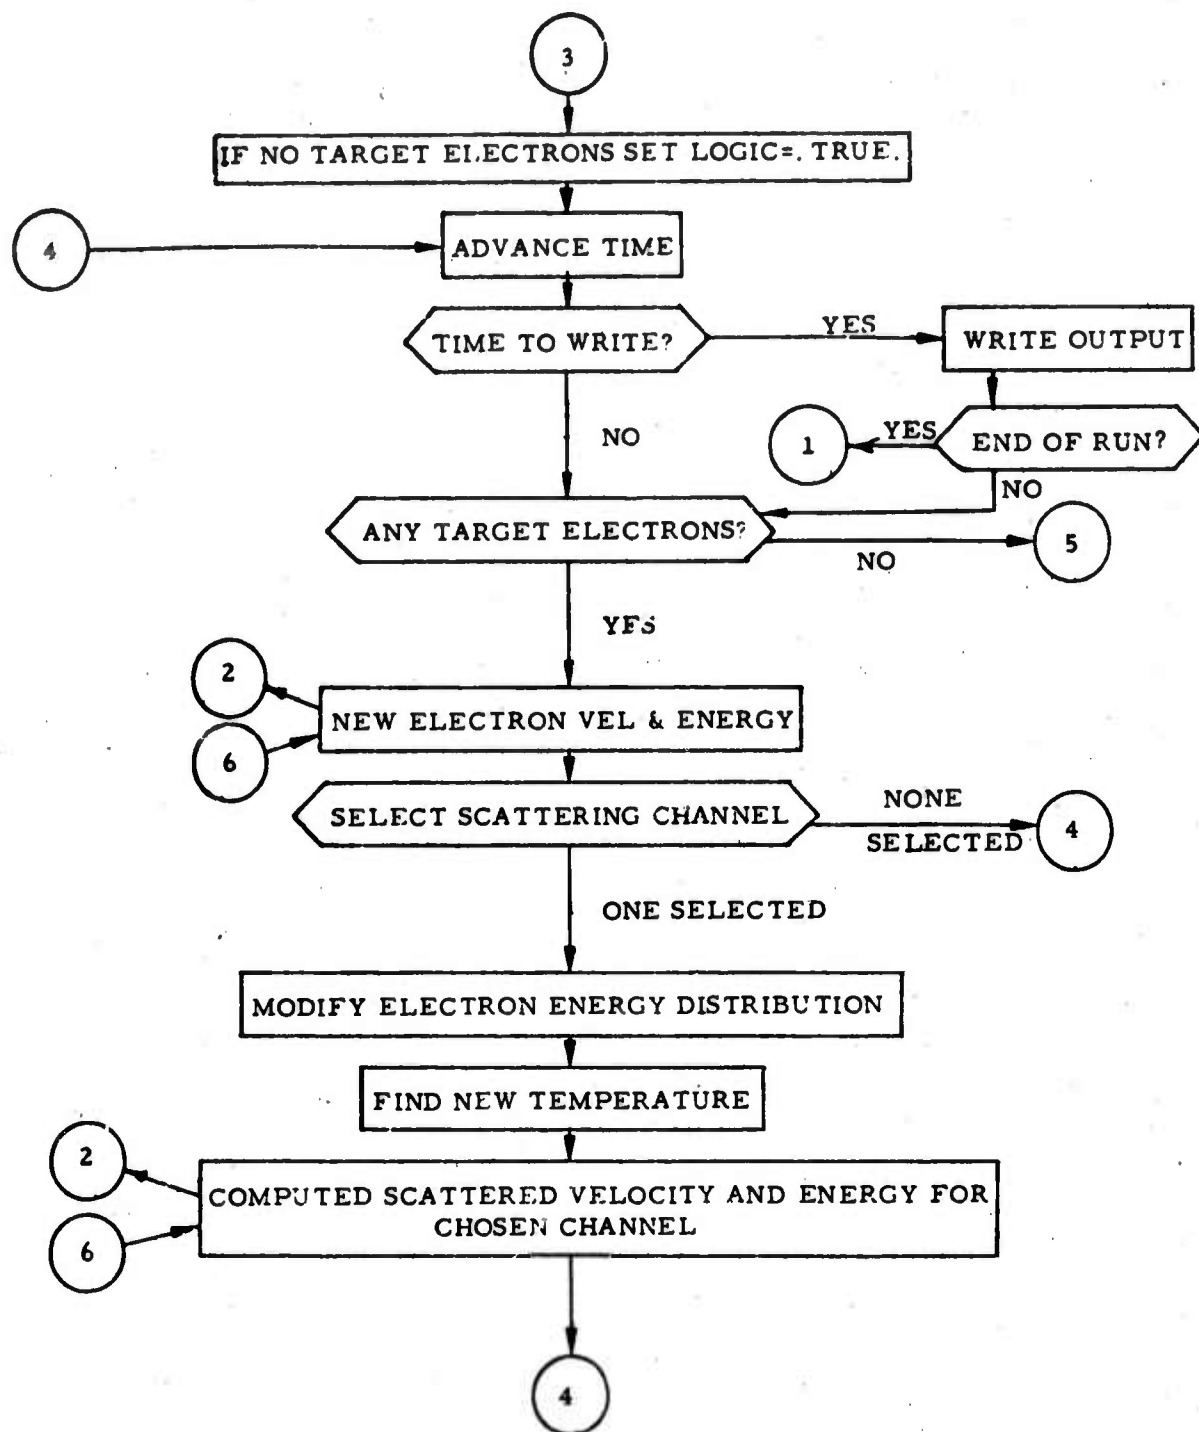 3
IF NO TARGET ELECTRONS SET LOGIC=. TRUE.
4
ADVANCE TIME
TIME TO WRITE?
YES
WRITE OUTPUT
NO
1
YES
END OF RUN?
NO
ANY TARGET ELECTRONS?
NO
5
YES
2
NEW ELECTRON VEL & ENERGY
6
SELECT SCATTERING CHANNEL
NONE
SELECTED
4
ONE SELECTED
MODIFY ELECTRON ENERGY DISTRIBUTION
FIND NEW TEMPERATURE
2
COMPUTED SCATTERED VELOCITY AND ENERGY FOR
CHOSEN CHANNEL
6
4